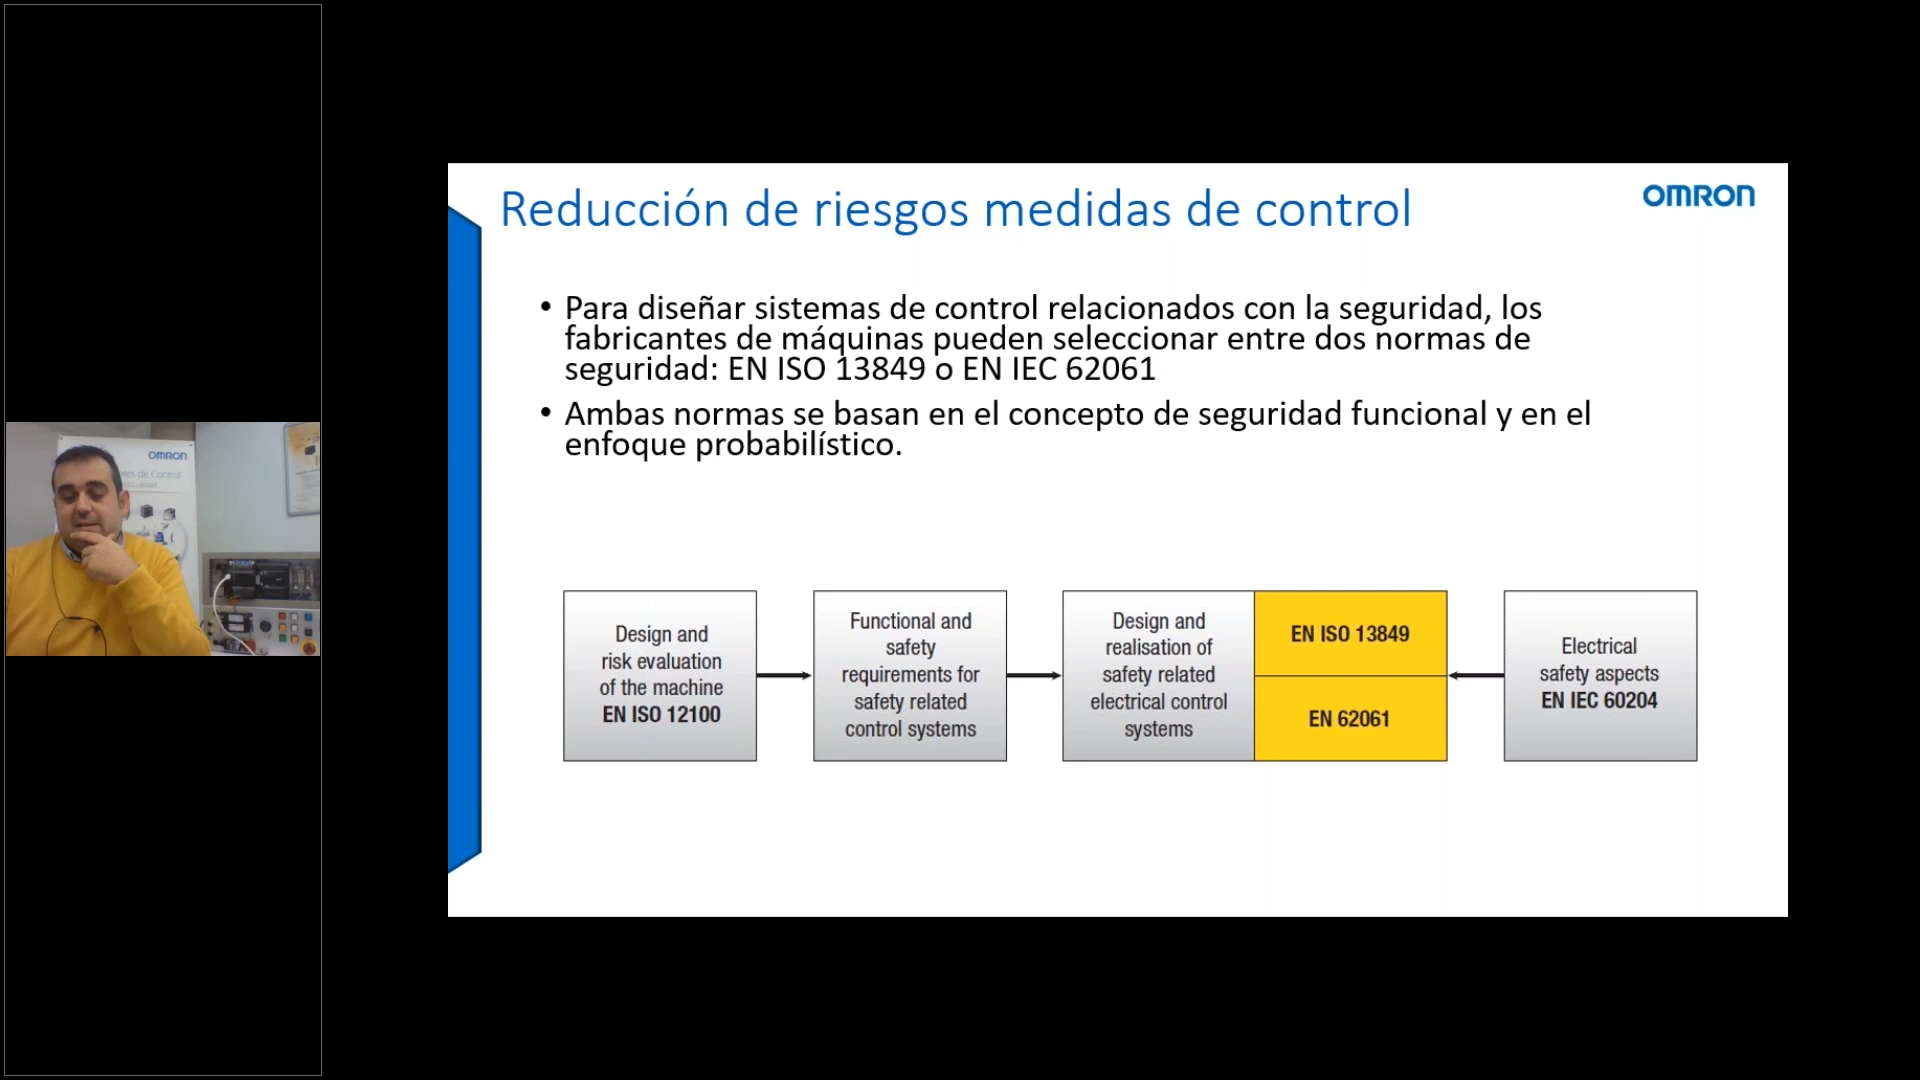 Reducción de riesgos medidas de control
OMRON
• Para diseñar sistemas de control relacionados con la seguridad, los
fabricantes de máquinas pueden seleccionar entre dos normas de
seguridad: EN ISO 13849 o EN IEC 62061
• Ambas normas se basan en el concepto de seguridad funcional y en el
enfoque probabilístico.
Design and
risk evaluation
of the machine
EN ISO 12100
Functional and
safety
requirements for
safety related
control systems
Design and
realisation of
safety related
electrical control
systems
EN ISO 13849
EN 62061
Electrical
safety aspects
EN IEC 60204
OMRON
de Control